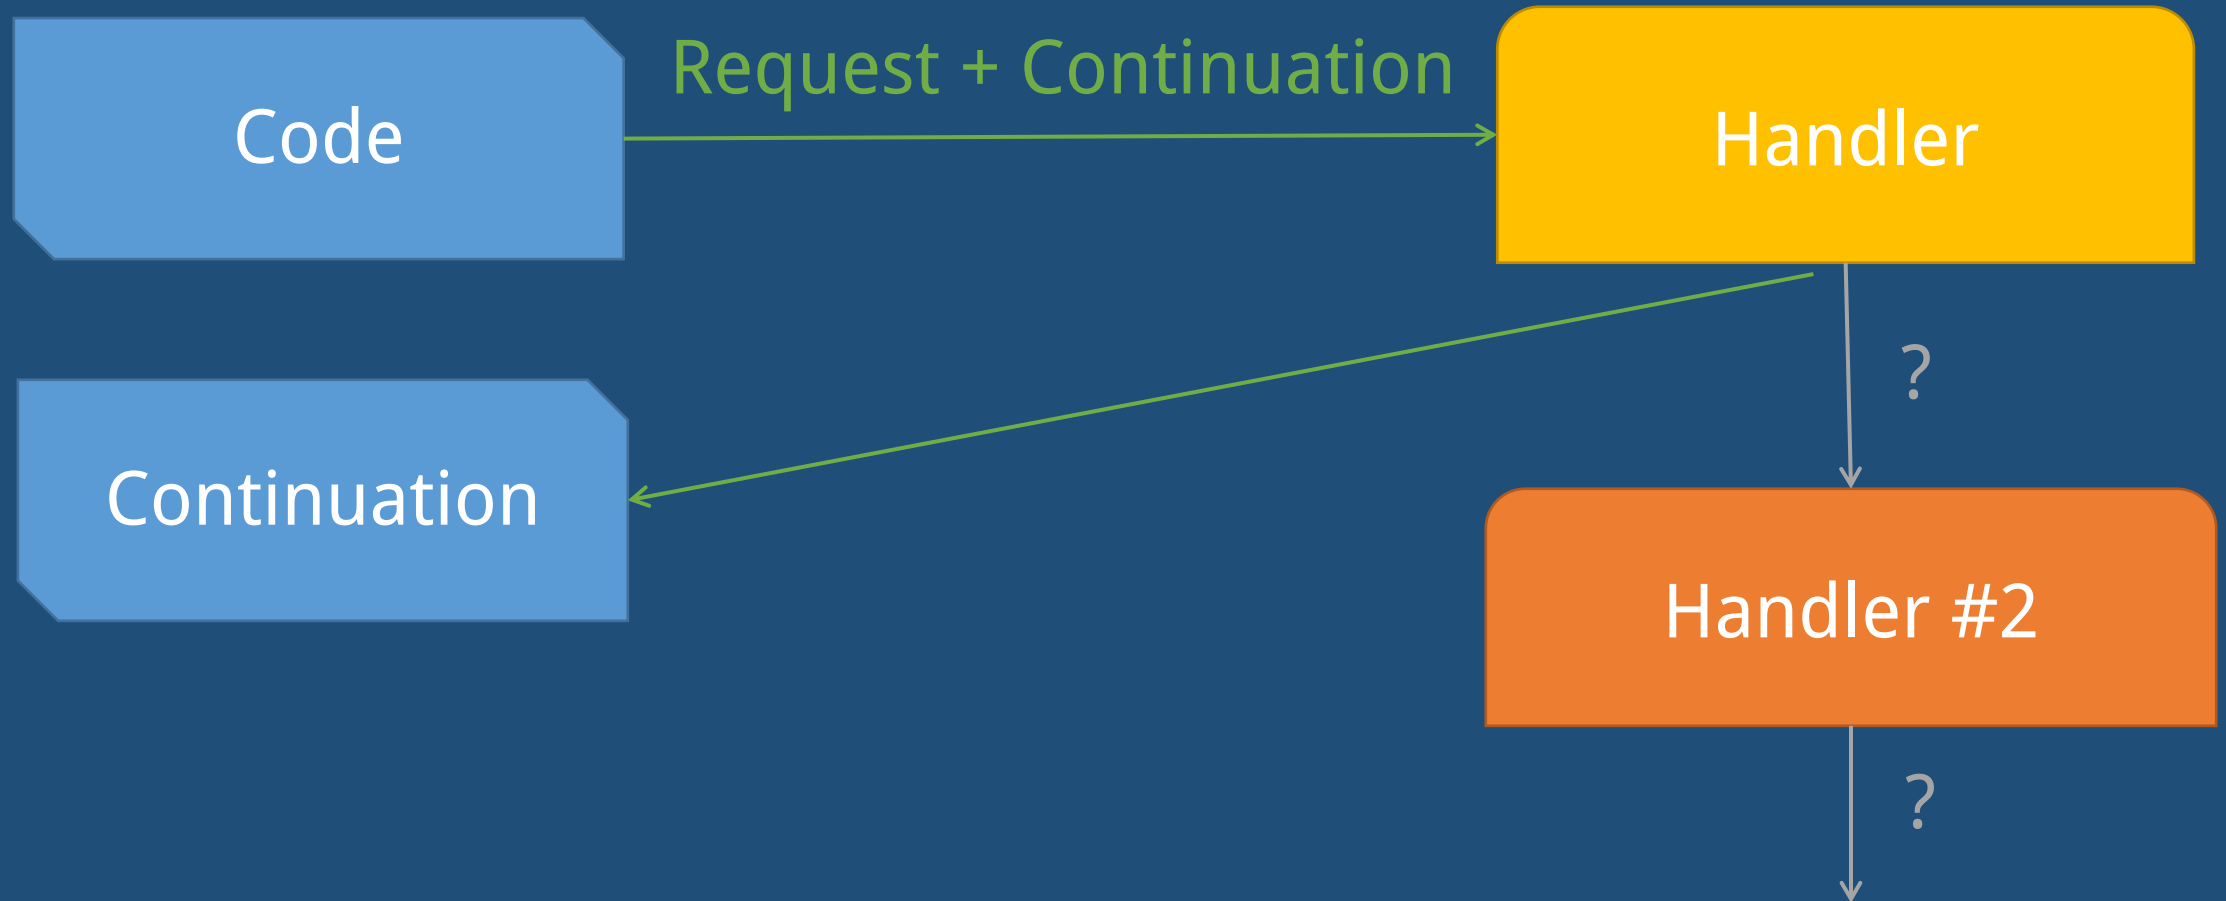 Code
Request + Continuation
Handler
?
Continuation
Handler #2
?